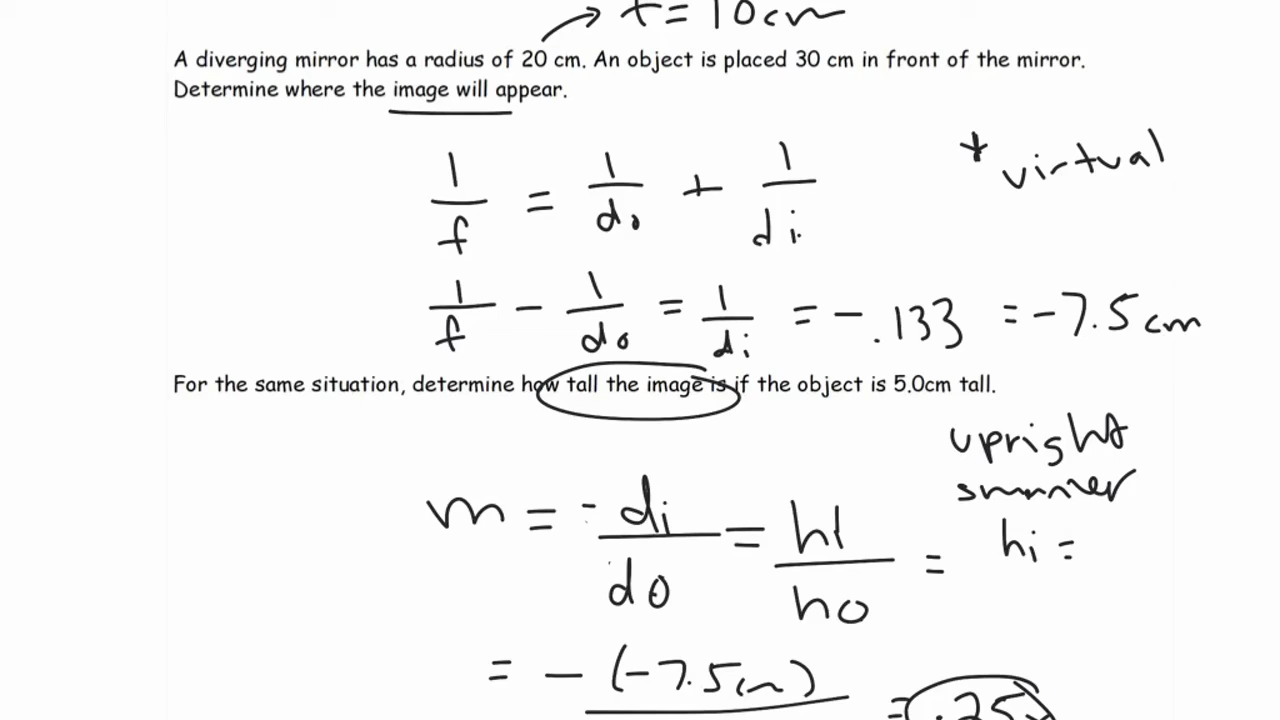 f = 10cm
A diverging mirror has a radius of 20 cm. An object is placed 30 cm in front of the mirror.
Determine where the image will appear.
* virtual
1/f = 1/do + 1/di
1/f - 1/do = 1/di = -.133 = -7.5cm
For the same situation, determine how tall the image is if the object is 5.0cm tall.
upright
smaller
m = -di/do = hi/ho = hi =
= -(-7.5cm) = .25